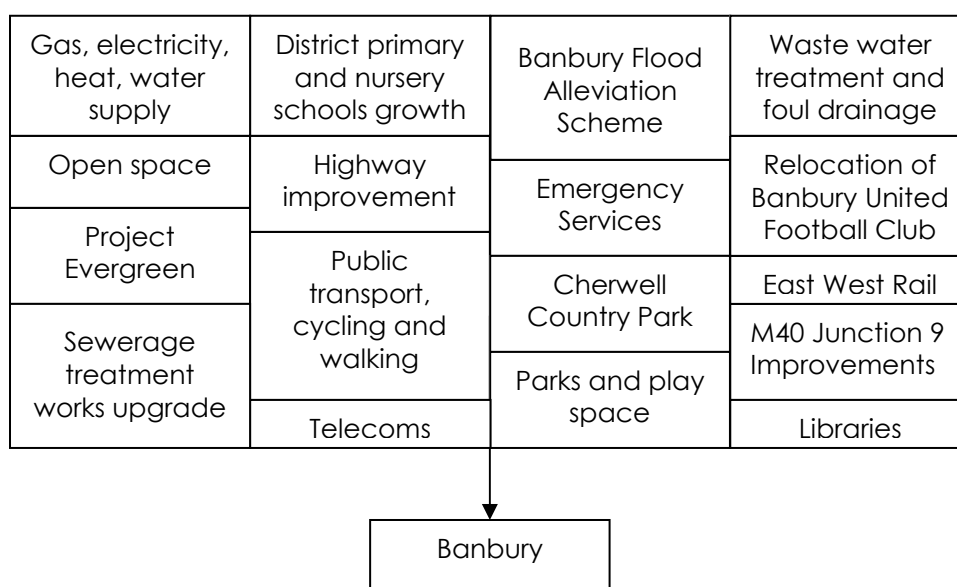 Gas, electricity,
heat, water
supply
Open space
Project
Evergreen
Sewerage
treatment
works upgrade
District primary
and nursery
schools growth
Highway
improvement
Public
transport,
cycling and
walking
Telecoms
Banbury Flood
Alleviation
Scheme
Emergency
Services
Cherwell
Country Park
Parks and play
space
Waste water
treatment and
foul drainage
Relocation of
Banbury United
Football Club
East West Rail
M40 Junction 9
Improvements
Libraries
Banbury